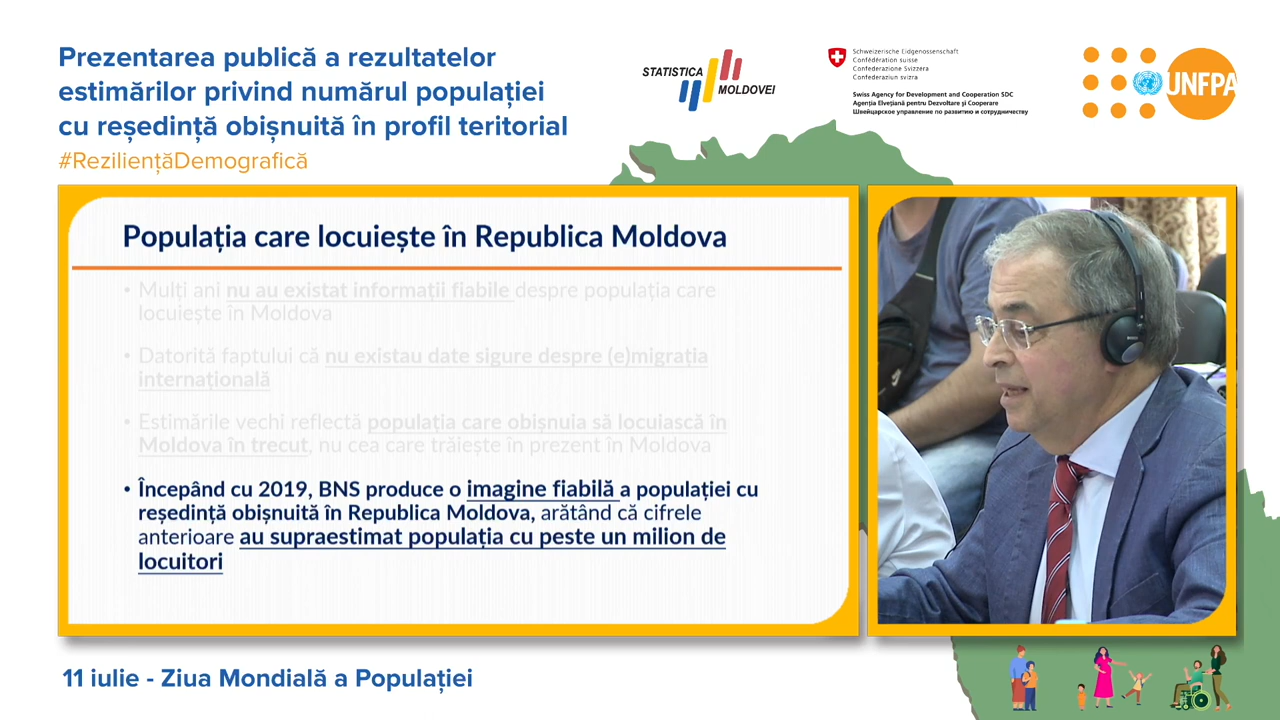 Prezentarea publică a rezultatelor
estimărilor privind numărul populației
cu reședință obișnuită în profil teritorial
#ReziliențăDemografică
STATISTICA
MOLDOVEI
Schweizerische Eidgenossenschaft
Confédération suisse
Confederazione Svizzera
Confederaziun svizra
Swiss Agency for Development and Cooperation SDC
Agenția Elvețiană pentru Dezvoltare și Cooperare
Швейцарское управление по развитию и сотрудничеству
UNFPA
Populația care locuiește în Republica Moldova
• Mulți ani nu au existat informații fiabile despre populația care
locuiește în Moldova
• Datorită faptului că nu existau date sigure despre (e)migrația
internațională
• Estimările vechi reflectă populația care obișnuia să locuiască în
Moldova în trecut, nu cea care trăiește în prezent în Moldova
• Începând cu 2019, BNS produce o imagine fiabilă a populației cu
reședință obișnuită în Republica Moldova, arătând că cifrele
anterioare au supraestimat populația cu peste un milion de
locuitori
11 iulie - Ziua Mondială a Populației